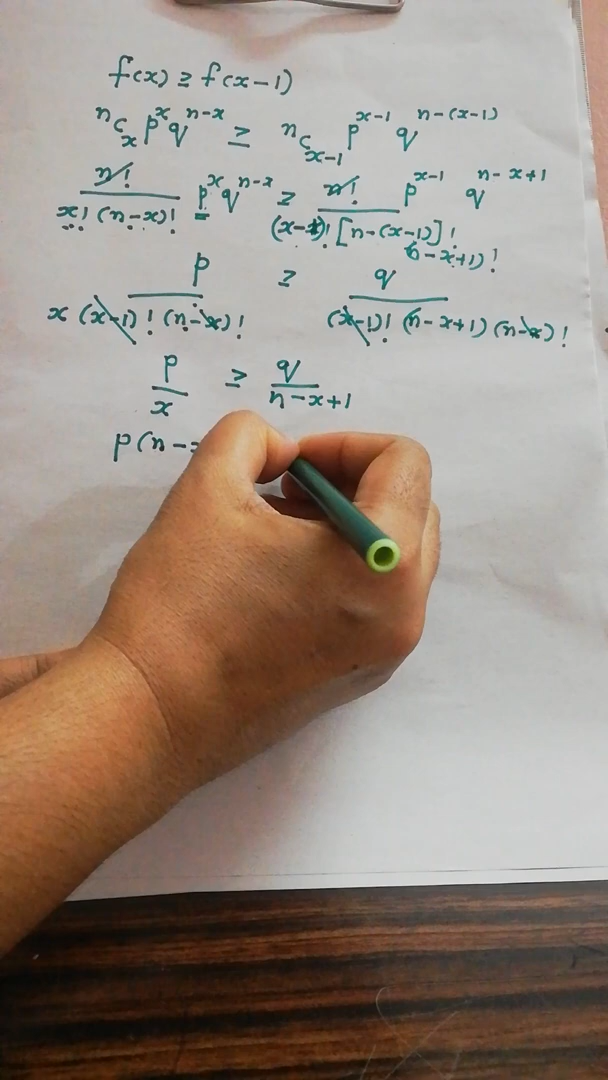 f(x) ≥ f(x-1)
ⁿCₓ pˣ qⁿ⁻ˣ ≥ ⁿCₓ₋₁ pˣ⁻¹ qⁿ⁻⁽ˣ⁻¹⁾
n!/x!(n-x)! pˣ qⁿ⁻ˣ ≥ n!/(x-1)![n-(x-1)]! pˣ⁻¹ qⁿ⁻ˣ⁺¹
(n-x+1)!
p/x(x-1)!(n-x)! ≥ q/(x-1)!(n-x+1)(n-x)!
p/x ≥ q/n-x+1
p(n-